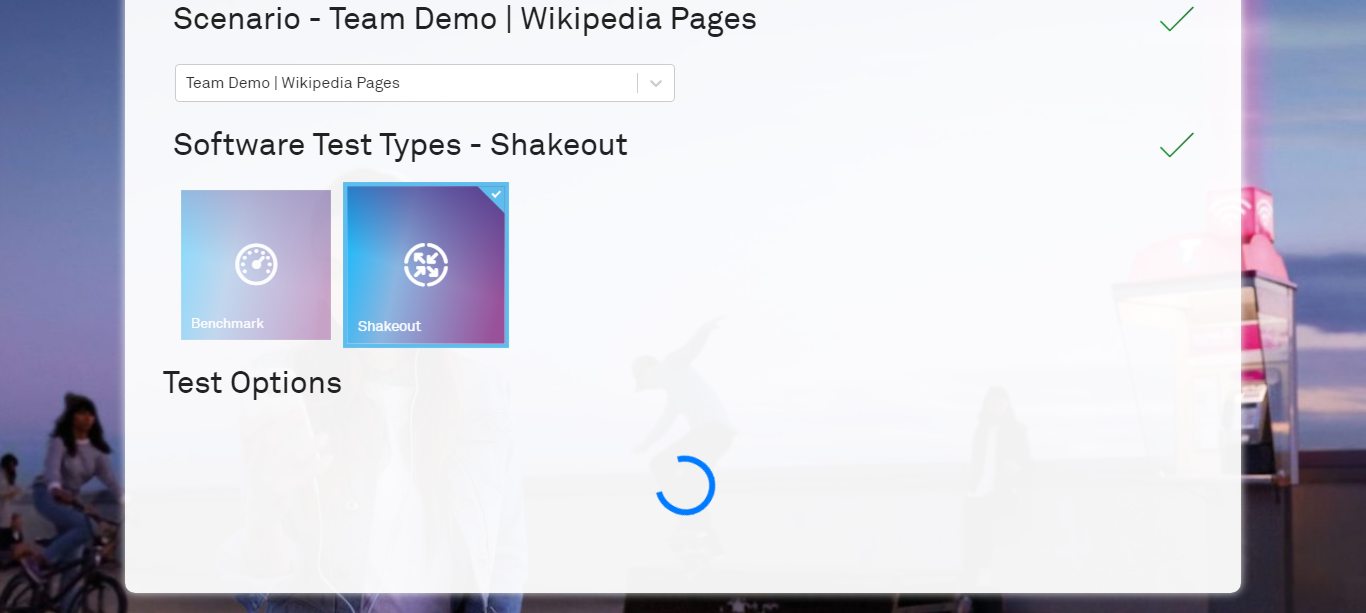 Scenario - Team Demo | Wikipedia Pages
Team Demo | Wikipedia Pages
Software Test Types - Shakeout
Benchmark
Shakeout
Test Options